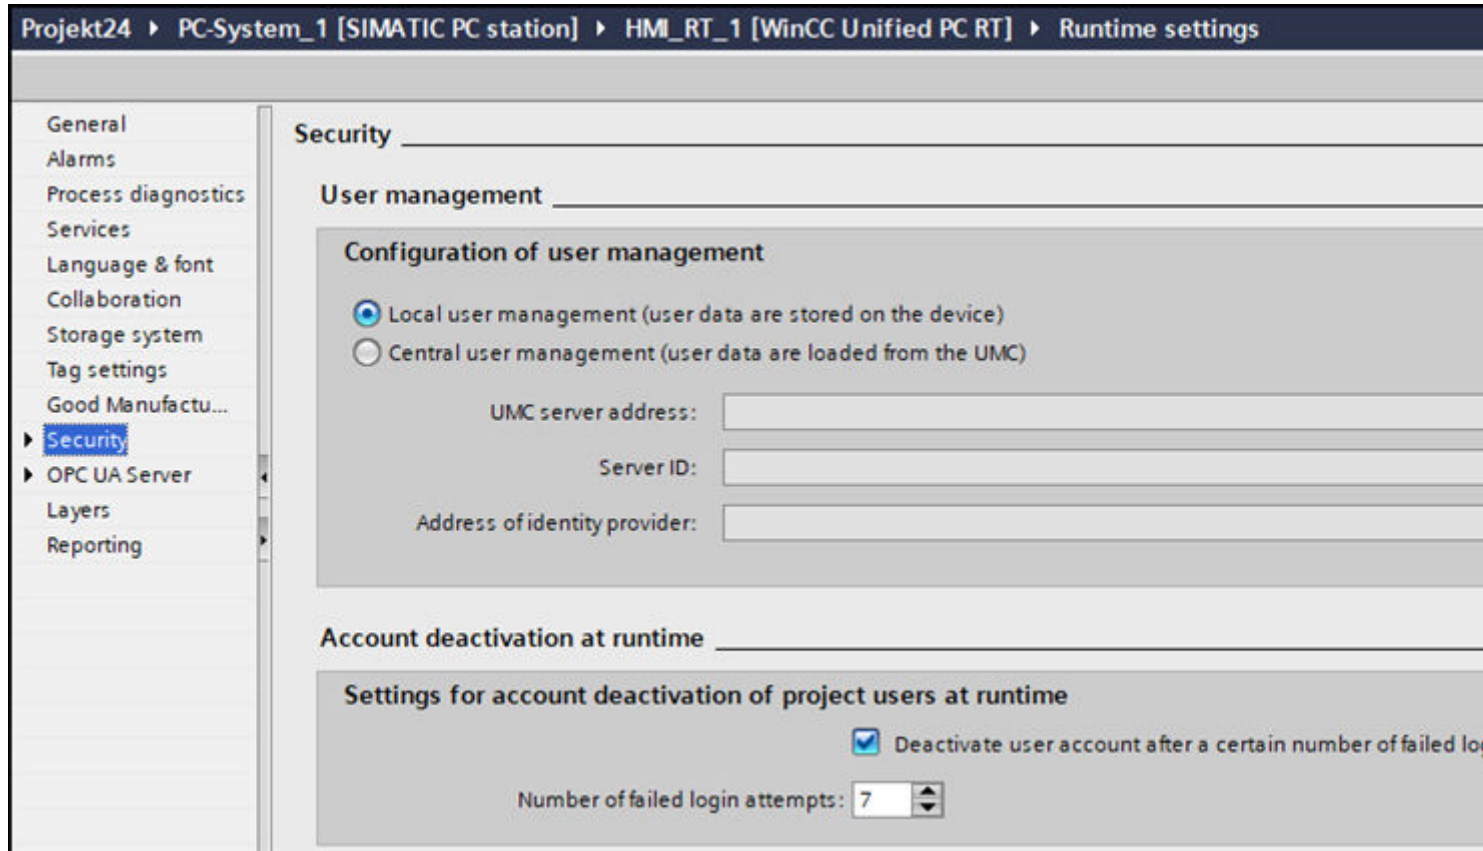 Projekt24 ▸ PC-System_1 [SIMATIC PC station] ▸ HMI_RT_1 [WinCC Unified PC RT] ▸ Runtime settings
General
Alarms
Process diagnostics
Services
Language & font
Collaboration
Storage system
Tag settings
Good Manufactu...
Security
OPC UA Server
Layers
Reporting
Security
User management
Configuration of user management
Local user management (user data are stored on the device)
Central user management (user data are loaded from the UMC)
UMC server address:
Server ID:
Address of identity provider:
Account deactivation at runtime
Settings for account deactivation of project users at runtime
Deactivate user account after a certain number of failed
Number of failed login attempts: 7